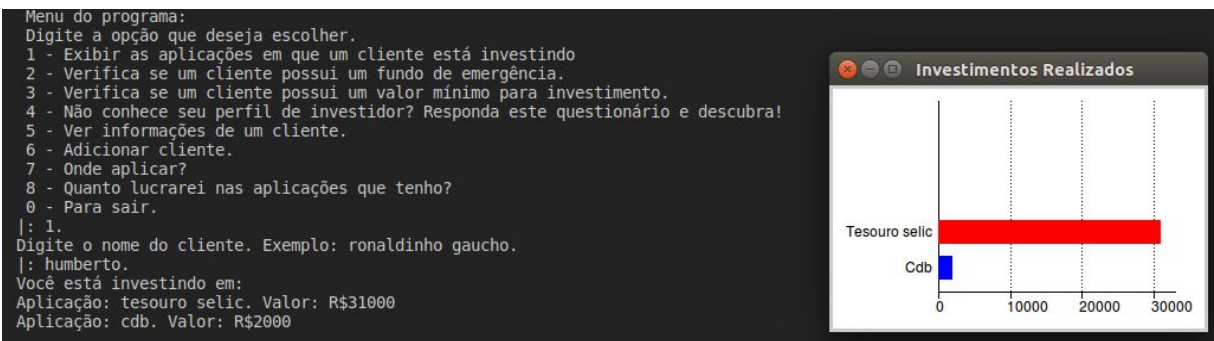 Menu do programa:
Digite a opção que deseja escolher.
1 - Exibir as aplicações em que um cliente está investindo
2 - Verifica se um cliente possui um fundo de emergência.
3 - Verifica se um cliente possui um valor mínimo para investimento.
4 - Não conhece seu perfil de investidor? Responda este questionário e descubra!
5 - Ver informações de um cliente.
6 - Adicionar cliente.
7 - Onde aplicar?
8 - Quanto lucrarei nas aplicações que tenho?
0 - Para sair.
|: 1.
Digite o nome do cliente. Exemplo: ronaldinho gaucho.
|: humberto.
Você está investindo em:
Aplicação: tesouro selic. Valor: R$31000
Aplicação: cdb. Valor: R$2000
Investimentos Realizados
Tesouro selic
Cdb
0 10000 20000 30000